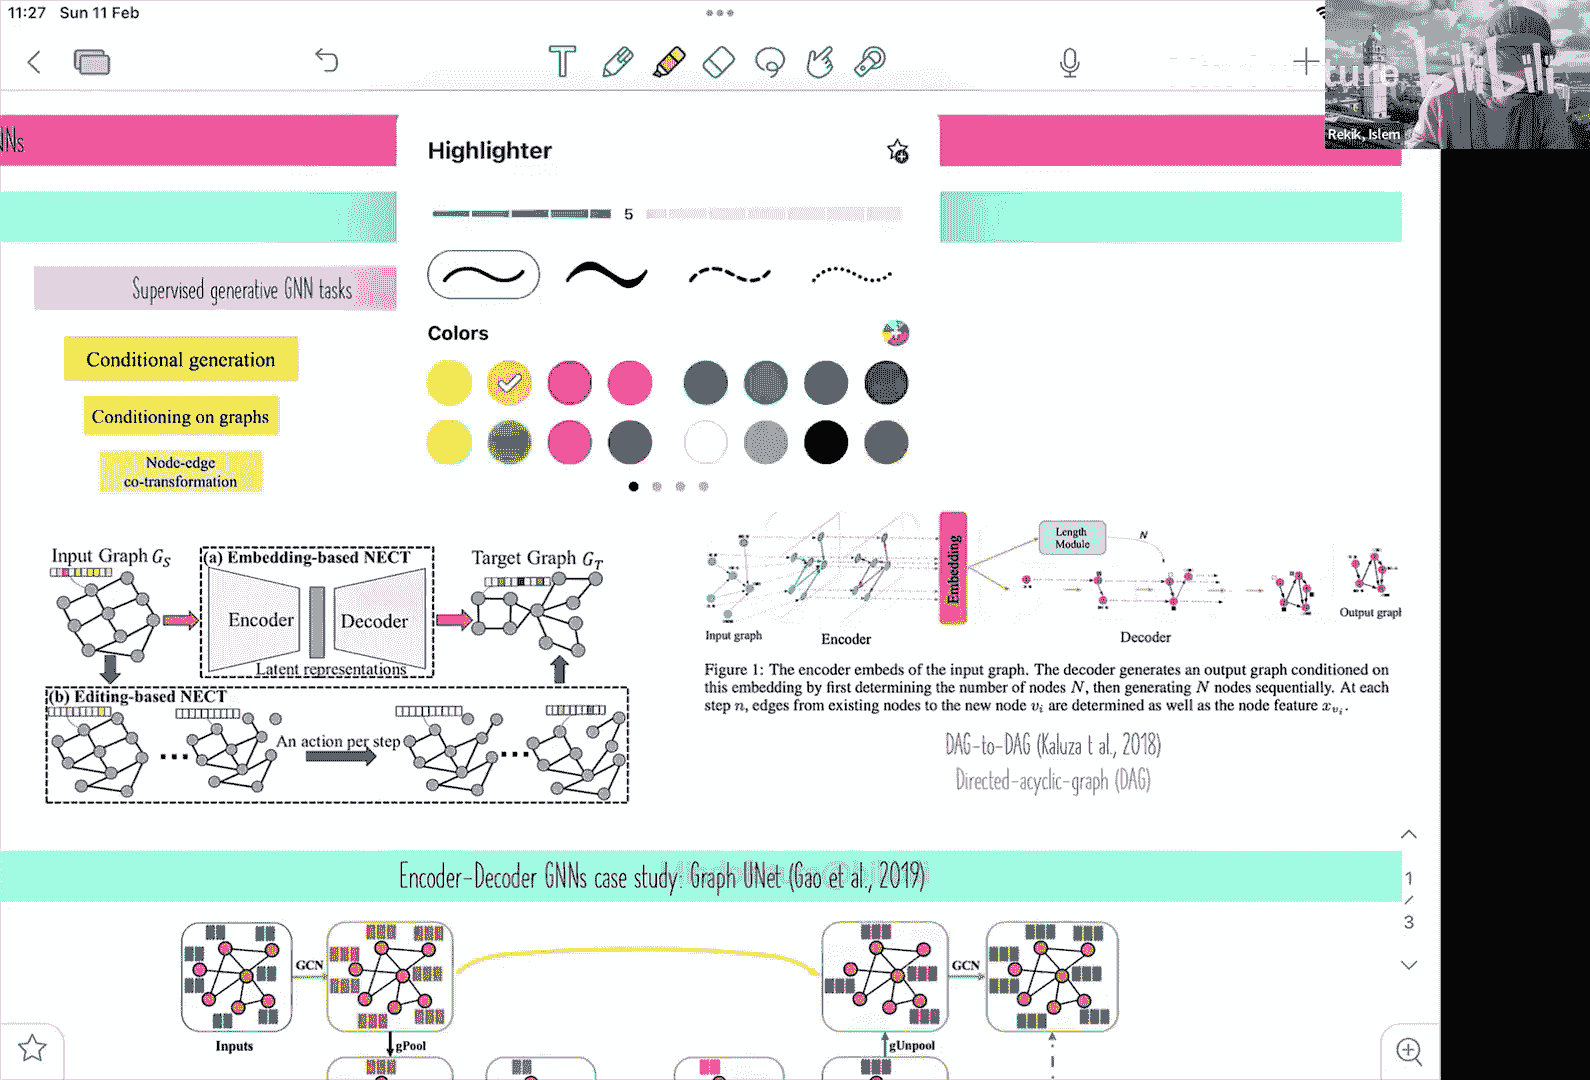 11:27 Sun 11 Feb
ture
bilibili
Rekik, Islem
NNs
Highlighter
5
Supervised generative GNN tasks
Colors
Conditional generation
Conditioning on graphs
Node-edge
co-transformation
Input Graph G_S
(a) Embedding-based NECT
Target Graph G_T
Encoder
Decoder
Latent representations
(b) Editing-based NECT
An action per step
Embedding
Length
Module
N
Input graph
Encoder
Decoder
Output graph
Figure 1: The encoder embeds of the input graph. The decoder generates an output graph conditioned on
this embedding by first determining the number of nodes N, then generating N nodes sequentially. At each
step n, edges from existing nodes to the new node v_i are determined as well as the node feature x_{v_i}.
DAG-to-DAG (Kaluza t al., 2018)
Directed-acyclic-graph (DAG)
Encoder-Decoder GNNs case study: Graph UNet (Gao et al., 2019)
1
/
3
GCN
GCN
Inputs
gPool
gUnpool